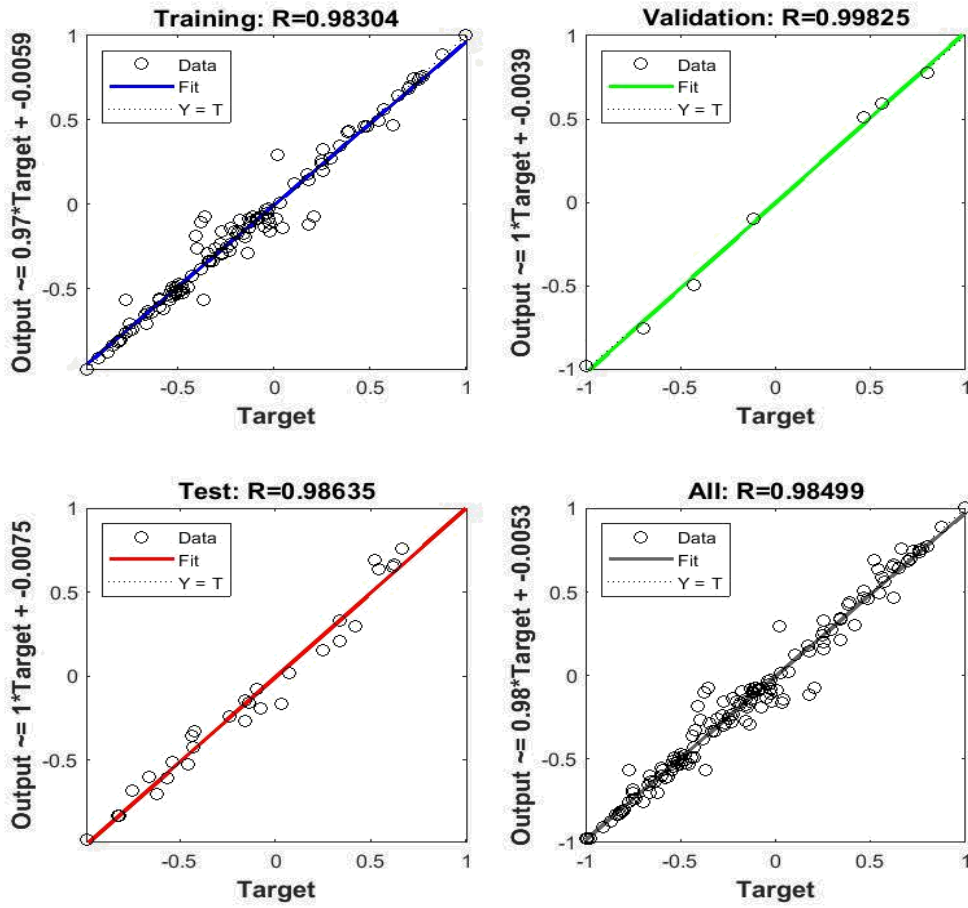 Training: R=0.98304
Output ~= 0.97*Target + -0.0059
1
0.5
0
-0.5
Data
Fit
Y = T
-0.5
0
0.5
1
Target
Validation: R=0.99825
Output ~= 1*Target + -0.0039
1
0.5
0
-0.5
-1
Data
Fit
Y = T
-1
-0.5
0
0.5
1
Target
Test: R=0.98635
Output ~= 1*Target + -0.0075
1
0.5
0
-0.5
Data
Fit
Y = T
-0.5
0
0.5
1
Target
All: R=0.98499
Output ~= 0.98*Target + -0.0053
1
0.5
0
-0.5
-1
Data
Fit
Y = T
-1
-0.5
0
0.5
1
Target